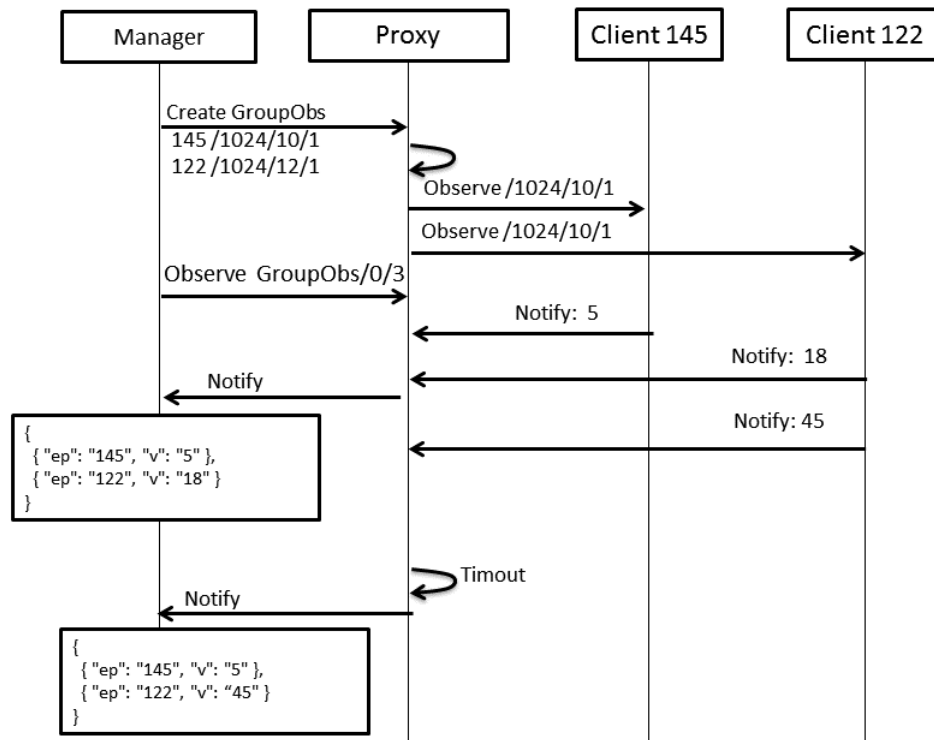 Manager
Proxy
Client 145
Client 122
Create GroupObs
145 /1024/10/1
122 /1024/12/1
Observe /1024/10/1
Observe /1024/10/1
Observe GroupObs/0/3
Notify: 5
Notify: 18
Notify
Notify: 45
{
{ "ep": "145", "v": "5" },
{ "ep": "122", "v": "18" }
}
Timout
Notify
{
{ "ep": "145", "v": "5" },
{ "ep": "122", "v": “45" }
}